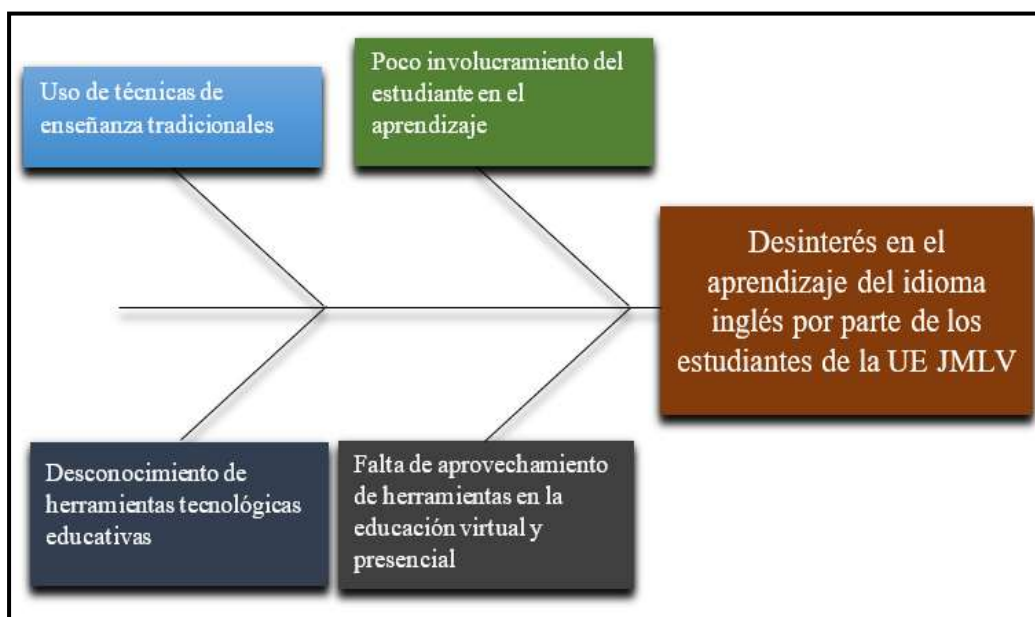 Uso de técnicas de
enseñanza tradicionales
Poco involucramiento del
estudiante en el
aprendizaje
Desinterés en el
aprendizaje del idioma
inglés por parte de los
estudiantes de la UE JMLV
Desconocimiento de
herramientas tecnológicas
educativas
Falta de aprovechamiento
de herramientas en la
educación virtual y
presencial